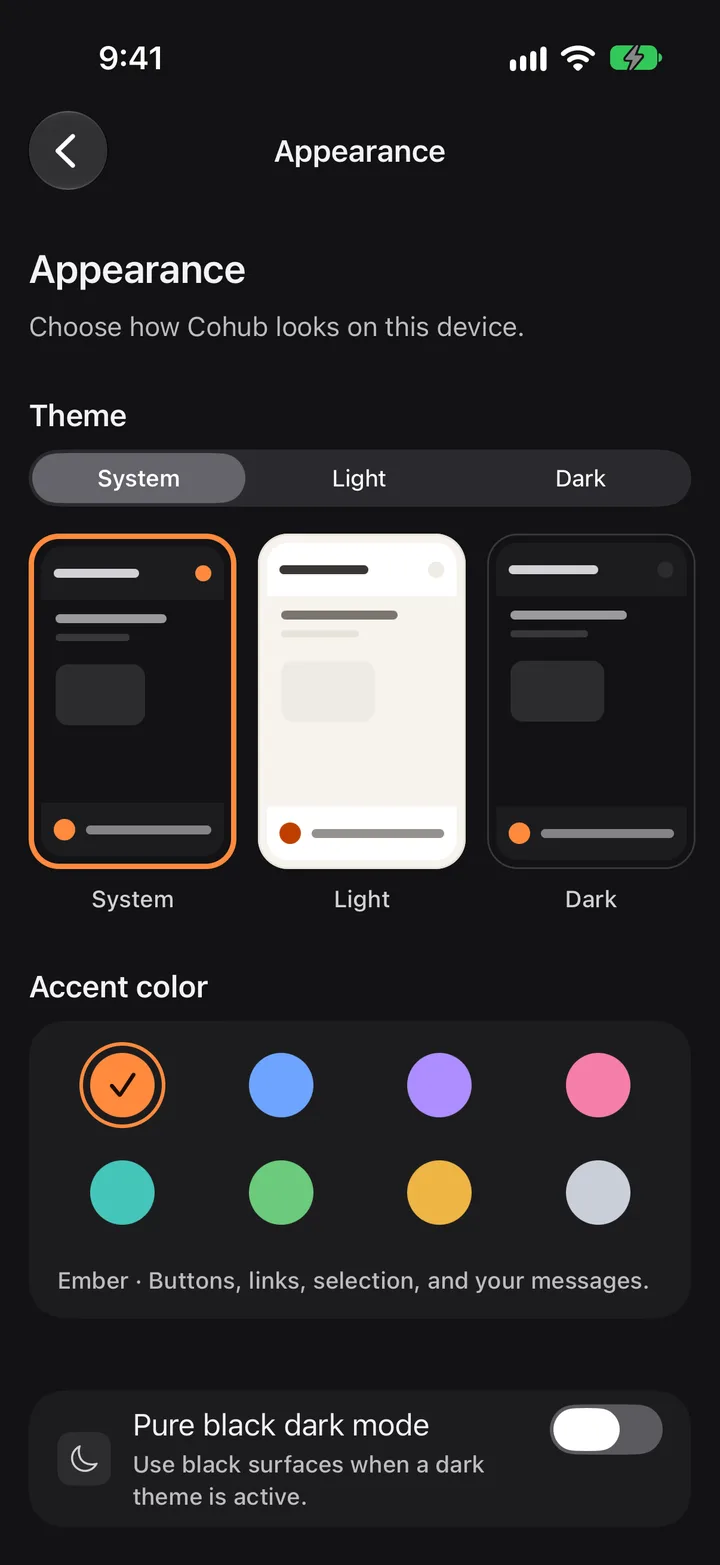 9:41
Appearance
Appearance
Choose how Cohub looks on this device.
Theme
System
Light
Dark
System
Light
Dark
Accent color
Ember · Buttons, links, selection, and your messages.
Pure black dark mode
Use black surfaces when a dark
theme is active.